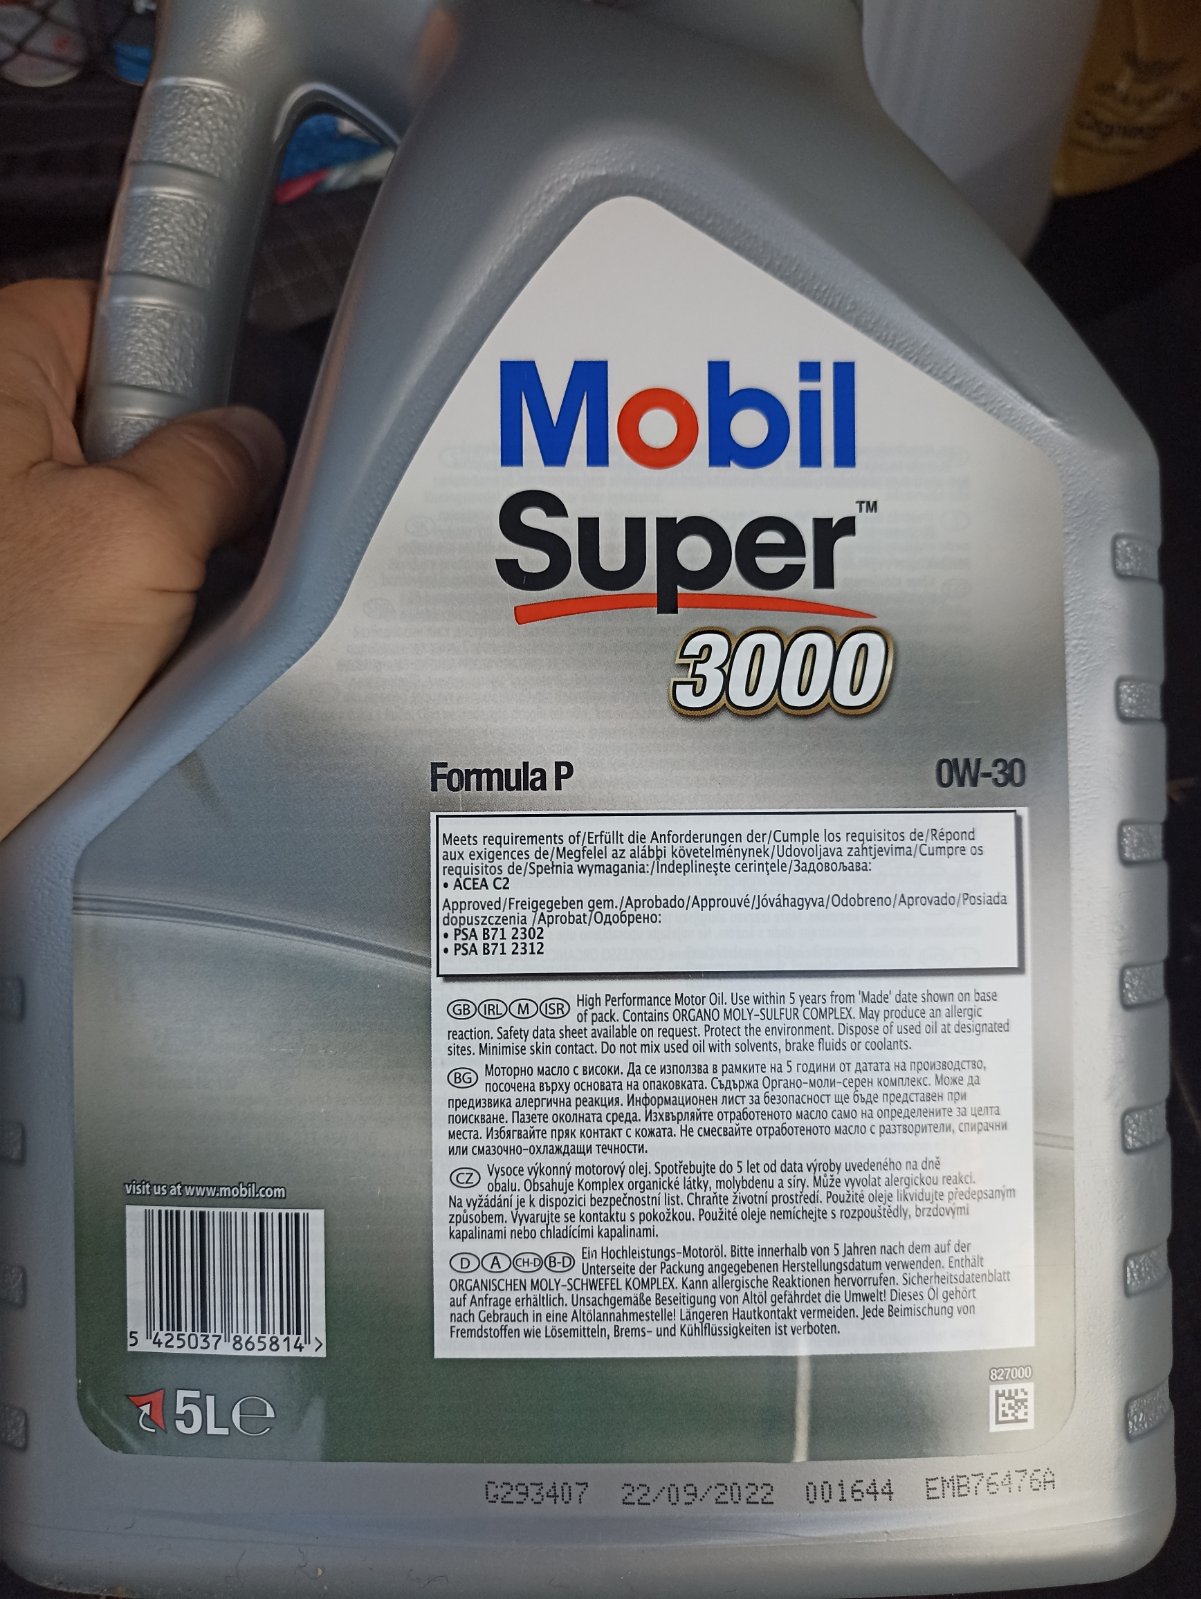 Mobil
Super™
3000
Formula P
0W-30
Meets requirements of/Erfüllt die Anforderungen der/Cumple los requisitos de/Répond
aux exigences de/Megfelel az alábbi követelménynek/Udovoljava zahtjevima/Cumpre os
requisitos de/Spełnia wymagania:/Îndeplinește cerințele/Задовољава:
• ACEA C2
Approved/Freigegeben gem./Aprobado/Approuvé/Jóváhagyva/Odobreno/Aprovado/Posiada
dopuszczenia /Aprobat/Одобрено:
• PSA B71 2302
• PSA B71 2312
GB IRL M ISR High Performance Motor Oil. Use within 5 years from 'Made' date shown on base
of pack. Contains ORGANO MOLY-SULFUR COMPLEX. May produce an allergic
reaction. Safety data sheet available on request. Protect the environment. Dispose of used oil at designated
sites. Minimise skin contact. Do not mix used oil with solvents, brake fluids or coolants.
BG Моторно масло с високи. Да се използва в рамките на 5 години от датата на производство,
посочена върху основата на опаковката. Съдържа Органо-моли-серен комплекс. Може да
предизвика алергична реакция. Информационен лист за безопасност ще бъде представен при
поискване. Пазете околната среда. Изхвърляйте отработеното масло само на определените за целта
места. Избягвайте пряк контакт с кожата. Не смесвайте отработеното масло с разтворители, спирачни
или смазочно-охлаждащи течности.
CZ Vysoce výkonný motorový olej. Spotřebujte do 5 let od data výroby uvedeného na dně
obalu. Obsahuje Komplex organické látky, molybdenu a síry. Může vyvolat alergickou reakci.
Na vyžádání je k dispozici bezpečnostní list. Chraňte životní prostředí. Použité oleje likvidujte předepsaným
způsobem. Vyvarujte se kontaktu s pokožkou. Použité oleje nemíchejte s rozpouštědly, brzdovými
kapalinami nebo chladícími kapalinami.
D A CH-D B-D Ein Hochleistungs-Motoröl. Bitte innerhalb von 5 Jahren nach dem auf der
Unterseite der Packung angegebenen Herstellungsdatum verwenden. Enthält
ORGANISCHEN MOLY-SCHWEFEL KOMPLEX. Kann allergische Reaktionen hervorrufen. Sicherheitsdatenblatt
auf Anfrage erhältlich. Unsachgemäße Beseitigung von Altöl gefährdet die Umwelt! Dieses Öl gehört
nach Gebrauch in eine Altölannahmestelle! Längeren Hautkontakt vermeiden. Jede Beimischung von
Fremdstoffen wie Lösemitteln, Brems- und Kühlflüssigkeiten ist verboten.
visit us at www.mobil.com
5 425037 865814 >
5L e
827000
G293407 22/09/2022 001644 EMB76476A